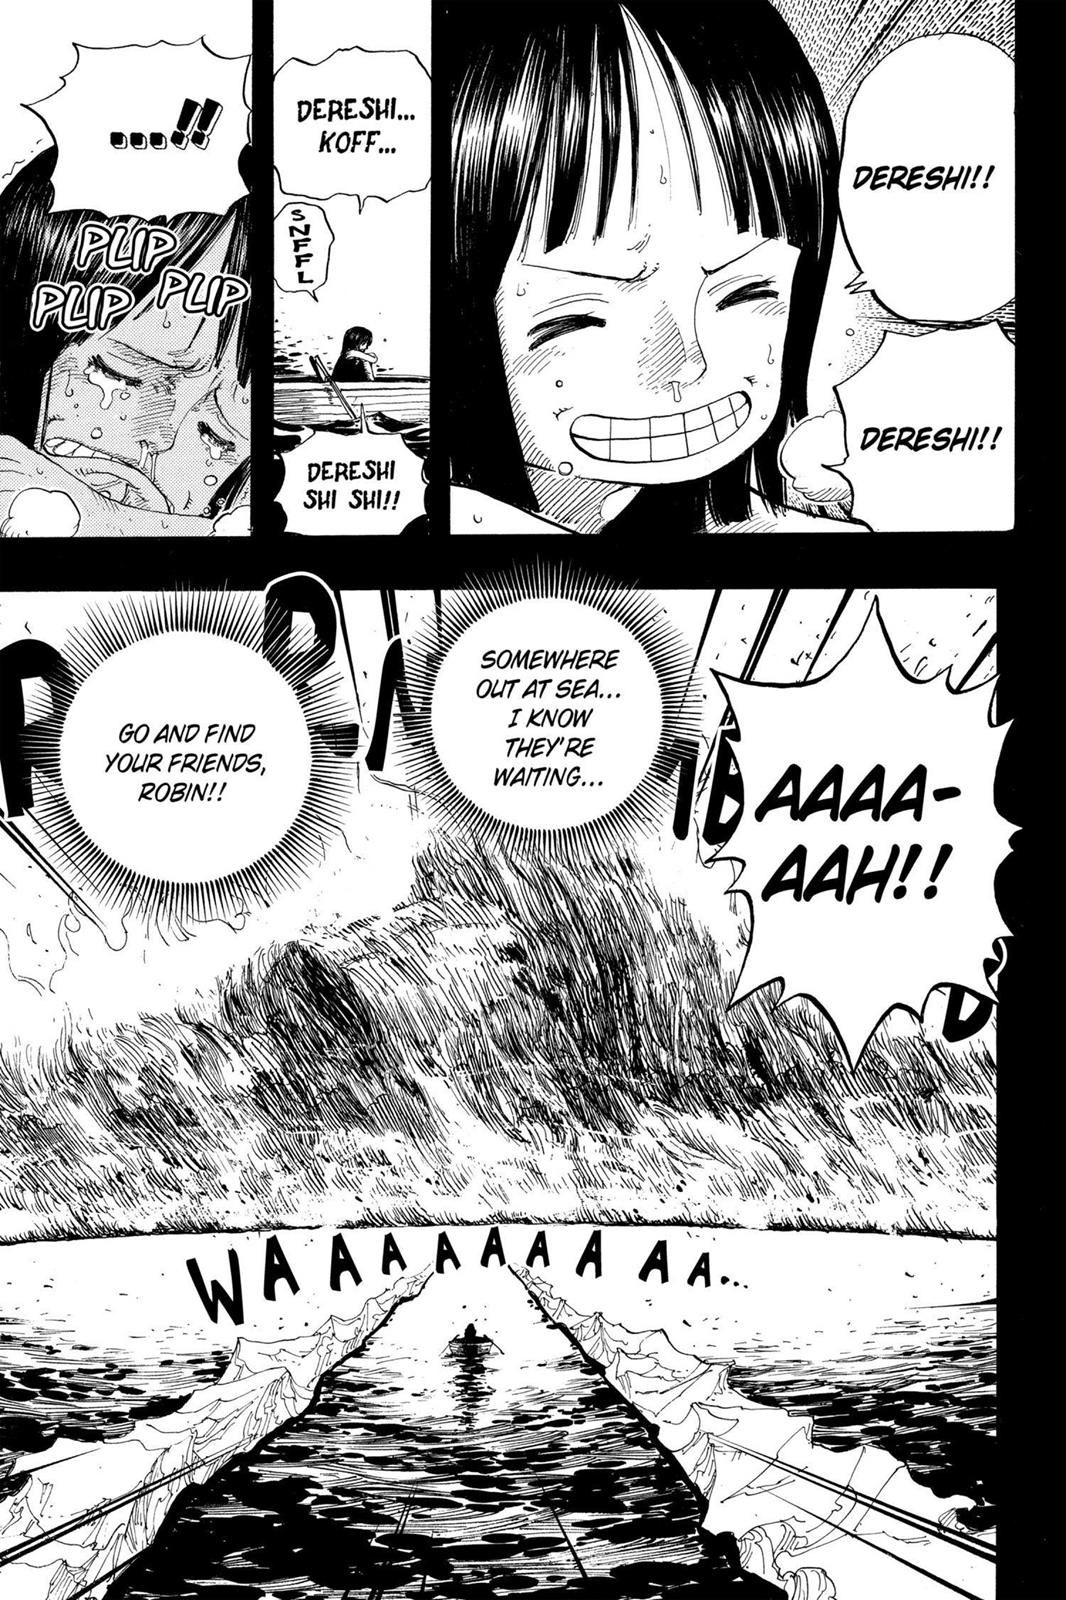 DERESHI!!
DERESHI!!
DERESHI...
KOFF...
SNFFL
DERESHI
SHI SHI!!
...!!
PLIP
PLIP
PLIP
AAAA-
AAH!!
SOMEWHERE
OUT AT SEA...
I KNOW
THEY'RE
WAITING...
GO AND FIND
YOUR FRIENDS,
ROBIN!!
WAAAAAAAAA...